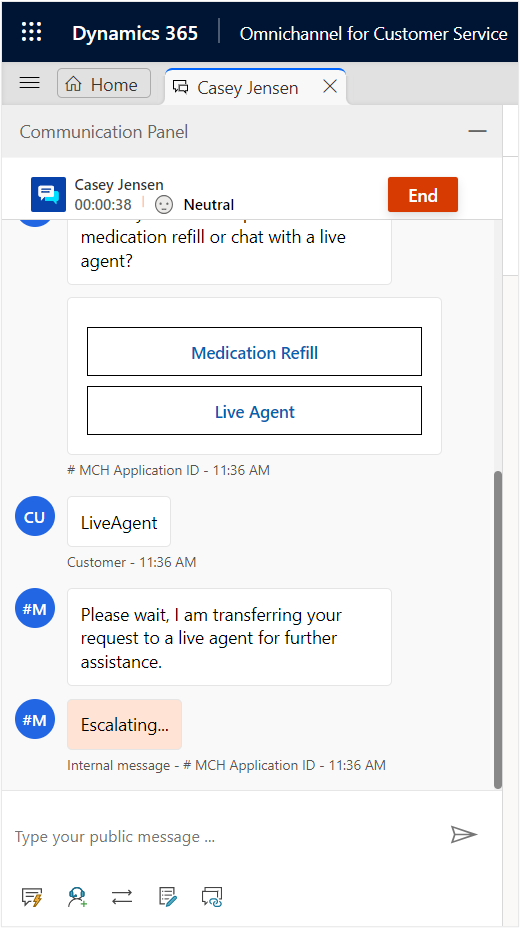 Dynamics 365
Omnichannel for Customer Service
Home
Casey Jensen
Communication Panel
Casey Jensen
00:00:38
Neutral
End
medication refill or chat with a live
agent?
Medication Refill
Live Agent
# MCH Application ID - 11:36 AM
CU
LiveAgent
Customer - 11:36 AM
#M
Please wait, I am transferring your
request to a live agent for further
assistance.
#M
Escalating...
Internal message - # MCH Application ID - 11:36 AM
Type your public message ...